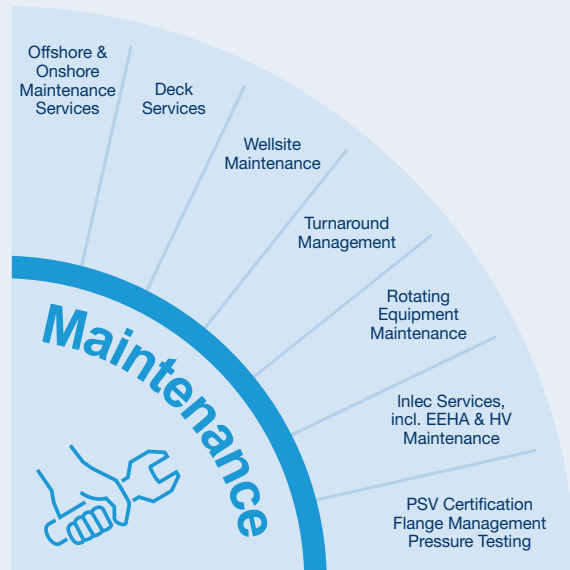 Offshore &
Onshore
Maintenance
Services
Deck
Services
Wellsite
Maintenance
Turnaround
Management
Rotating
Equipment
Maintenance
Inlec Services,
incl. EEHA & HV
Maintenance
PSV Certification
Flange Management
Pressure Testing
Maintenance